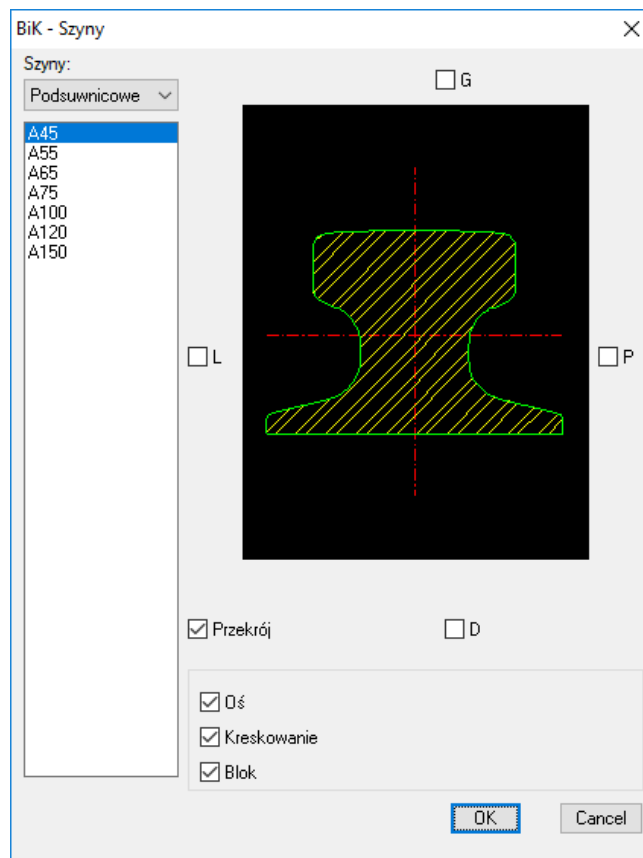 BiK - Szyny
Szyny:
Podsuwnicowe
A45
A55
A65
A75
A100
A120
A150
G
L
P
Przekrój
D
Oś
Kreskowanie
Blok
OK
Cancel